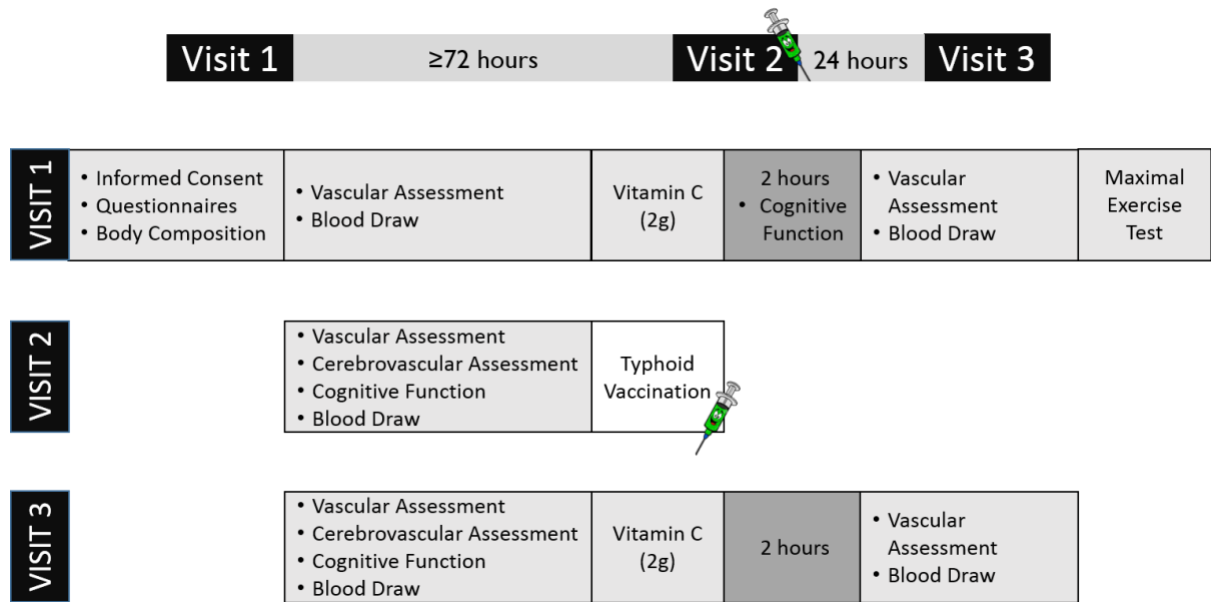 Visit 1 ≥72 hours Visit 2 24 hours Visit 3
VISIT 1
• Informed Consent
• Questionnaires
• Body Composition
• Vascular Assessment
• Blood Draw
Vitamin C
(2g)
2 hours
• Cognitive
Function
• Vascular
Assessment
• Blood Draw
Maximal
Exercise
Test
VISIT 2
• Vascular Assessment
• Cerebrovascular Assessment
• Cognitive Function
• Blood Draw
Typhoid
Vaccination
VISIT 3
• Vascular Assessment
• Cerebrovascular Assessment
• Cognitive Function
• Blood Draw
Vitamin C
(2g)
2 hours
• Vascular
Assessment
• Blood Draw